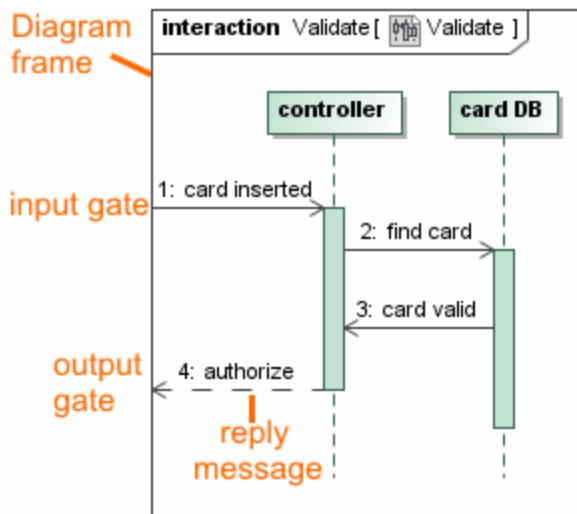 Diagram
frame
interaction Validate [ Validate ]
controller
card DB
1: card inserted
input gate
2: find card
3: card valid
output
gate
4: authorize
reply
message